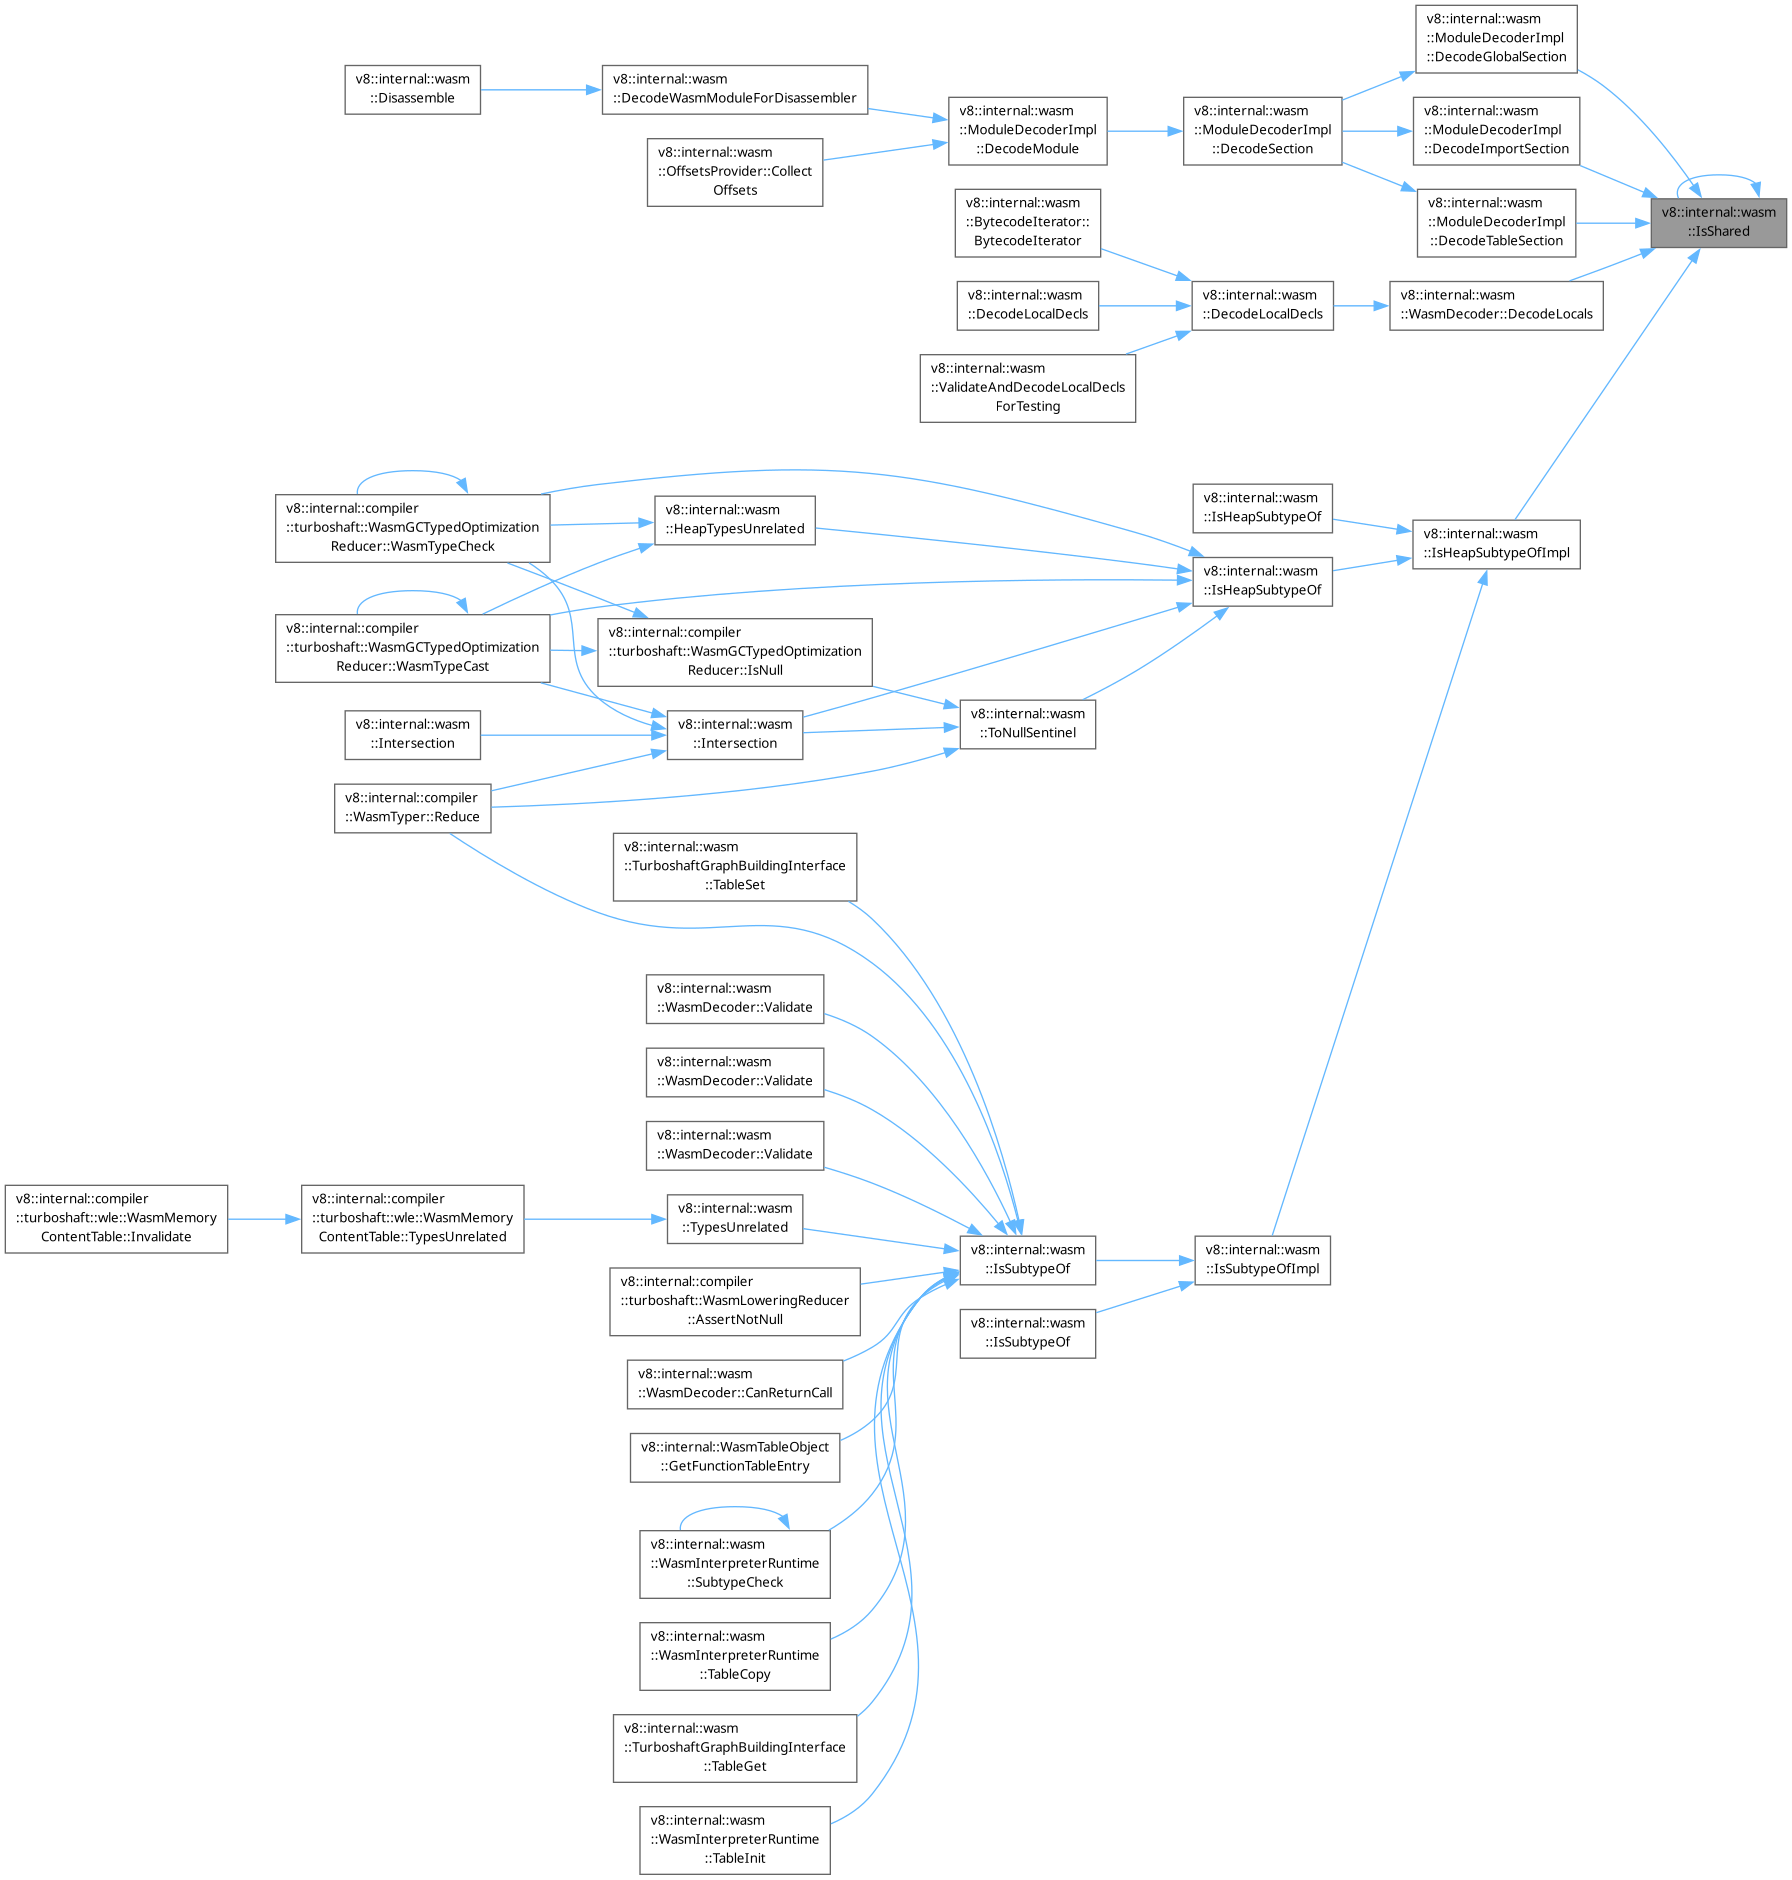 v8::internal::wasm
::ModuleDecoderImpl
::DecodeGlobalSection
v8::internal::wasm
::Disassemble
v8::internal::wasm
::DecodeWasmModuleForDisassembler
v8::internal::wasm
::ModuleDecoderImpl
::DecodeModule
v8::internal::wasm
::ModuleDecoderImpl
::DecodeSection
v8::internal::wasm
::ModuleDecoderImpl
::DecodeImportSection
v8::internal::wasm
::OffsetsProvider::Collect
Offsets
v8::internal::wasm
::BytecodeIterator::
BytecodeIterator
v8::internal::wasm
::ModuleDecoderImpl
::DecodeTableSection
v8::internal::wasm
::IsShared
v8::internal::wasm
::DecodeLocalDecls
v8::internal::wasm
::DecodeLocalDecls
v8::internal::wasm
::WasmDecoder::DecodeLocals
v8::internal::wasm
::ValidateAndDecodeLocalDecls
ForTesting
v8::internal::compiler
::turboshaft::WasmGCTypedOptimization
Reducer::WasmTypeCheck
v8::internal::wasm
::HeapTypesUnrelated
v8::internal::wasm
::IsHeapSubtypeOf
v8::internal::wasm
::IsHeapSubtypeOfImpl
v8::internal::wasm
::IsHeapSubtypeOf
v8::internal::compiler
::turboshaft::WasmGCTypedOptimization
Reducer::WasmTypeCast
v8::internal::compiler
::turboshaft::WasmGCTypedOptimization
Reducer::IsNull
v8::internal::wasm
::Intersection
v8::internal::wasm
::Intersection
v8::internal::wasm
::ToNullSentinel
v8::internal::compiler
::WasmTyper::Reduce
v8::internal::wasm
::TurboshaftGraphBuildingInterface
::TableSet
v8::internal::wasm
::WasmDecoder::Validate
v8::internal::wasm
::WasmDecoder::Validate
v8::internal::wasm
::WasmDecoder::Validate
v8::internal::compiler
::turboshaft::wle::WasmMemory
ContentTable::Invalidate
v8::internal::compiler
::turboshaft::wle::WasmMemory
ContentTable::TypesUnrelated
v8::internal::wasm
::TypesUnrelated
v8::internal::wasm
::IsSubtypeOf
v8::internal::wasm
::IsSubtypeOfImpl
v8::internal::compiler
::turboshaft::WasmLoweringReducer
::AssertNotNull
v8::internal::wasm
::IsSubtypeOf
v8::internal::wasm
::WasmDecoder::CanReturnCall
v8::internal::WasmTableObject
::GetFunctionTableEntry
v8::internal::wasm
::WasmInterpreterRuntime
::SubtypeCheck
v8::internal::wasm
::WasmInterpreterRuntime
::TableCopy
v8::internal::wasm
::TurboshaftGraphBuildingInterface
::TableGet
v8::internal::wasm
::WasmInterpreterRuntime
::TableInit